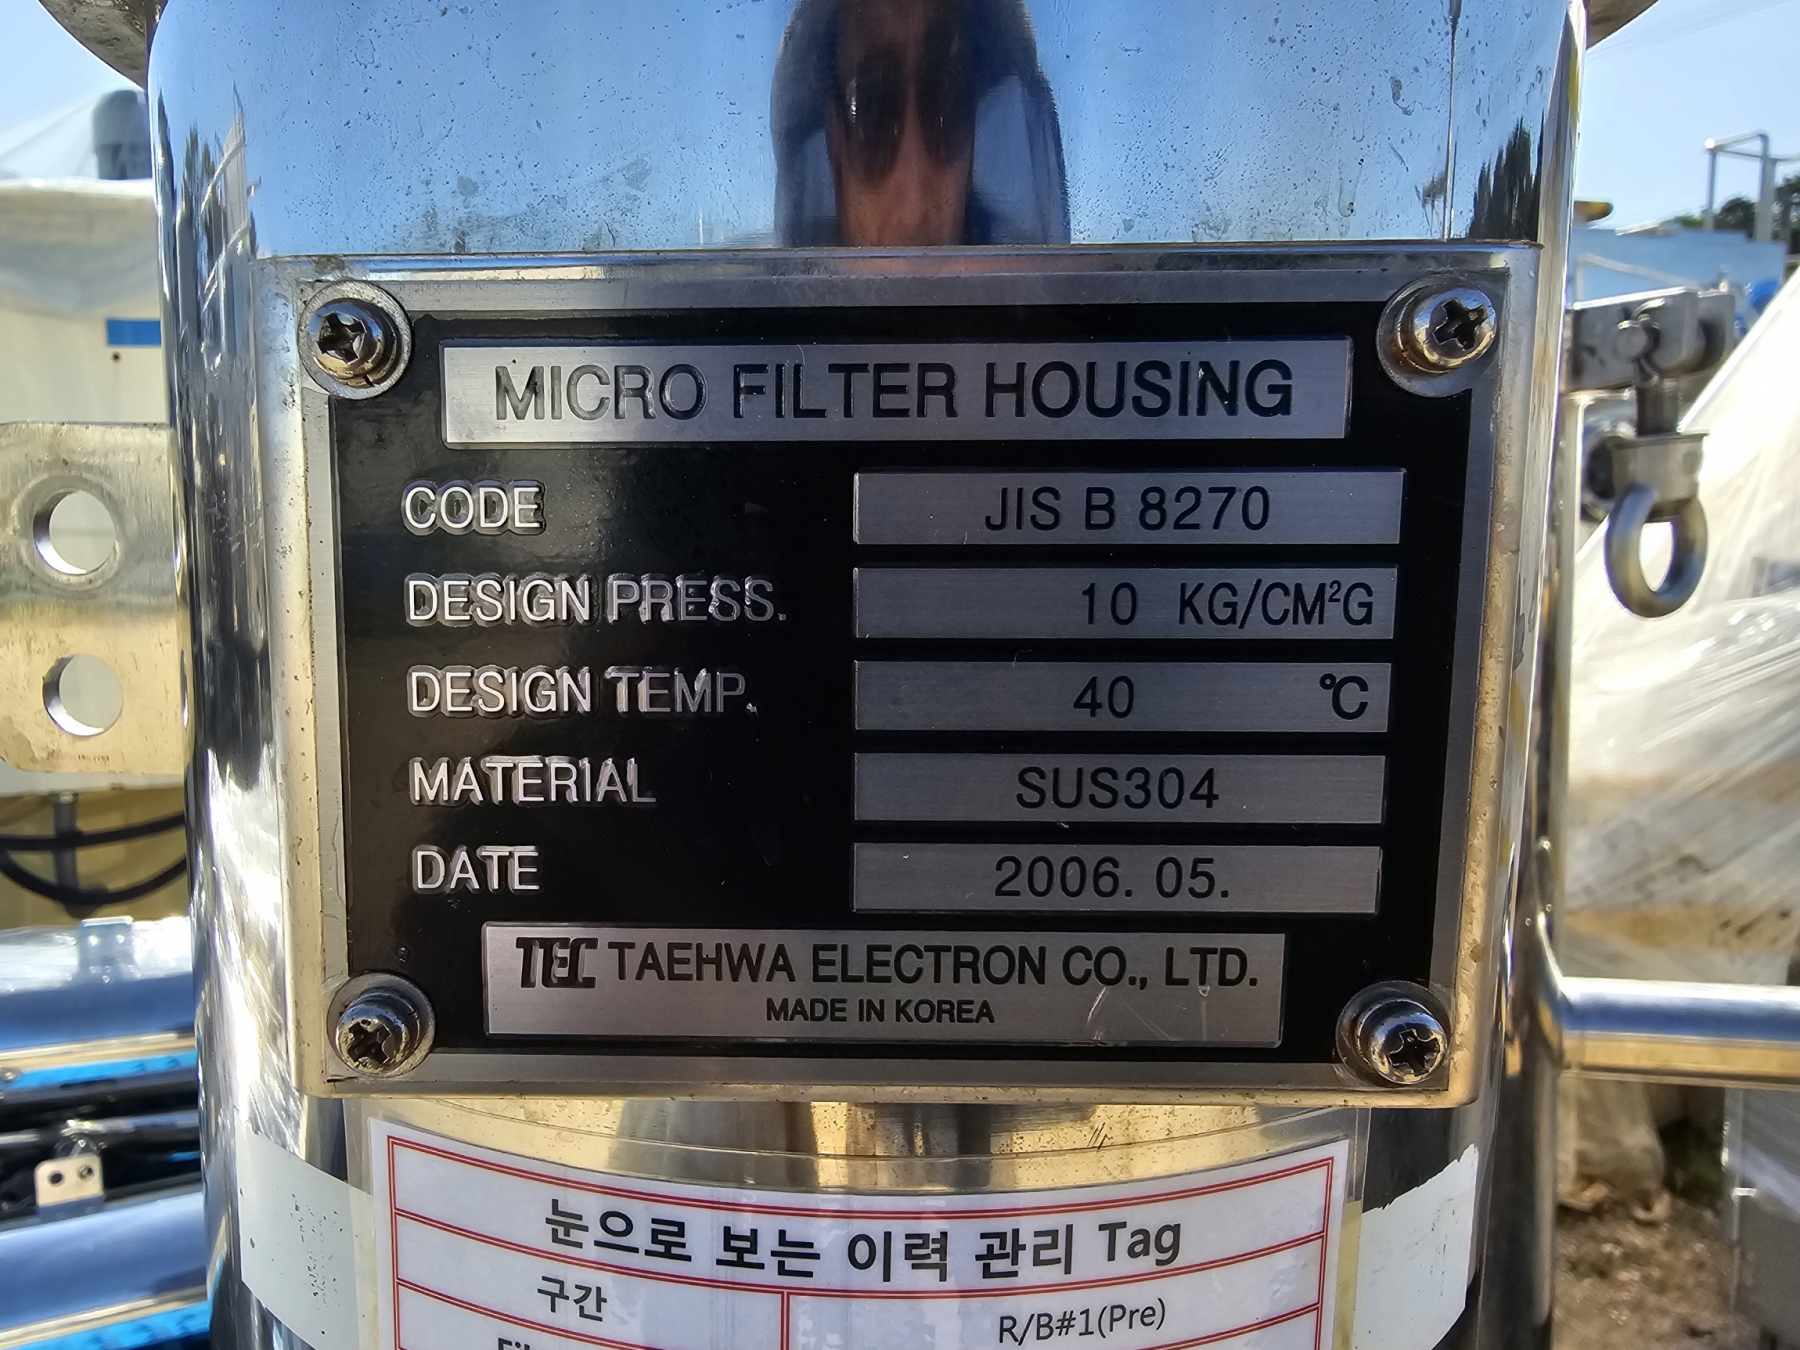 MICRO FILTER HOUSING
CODE JIS B 8270
DESIGN PRESS. 10 KG/CM²G
DESIGN TEMP. 40 ℃
MATERIAL SUS304
DATE 2006. 05.
TEC TAEHWA ELECTRON CO., LTD.
MADE IN KOREA
눈으로 보는 이력 관리 Tag
구간 R/B#1(Pre)